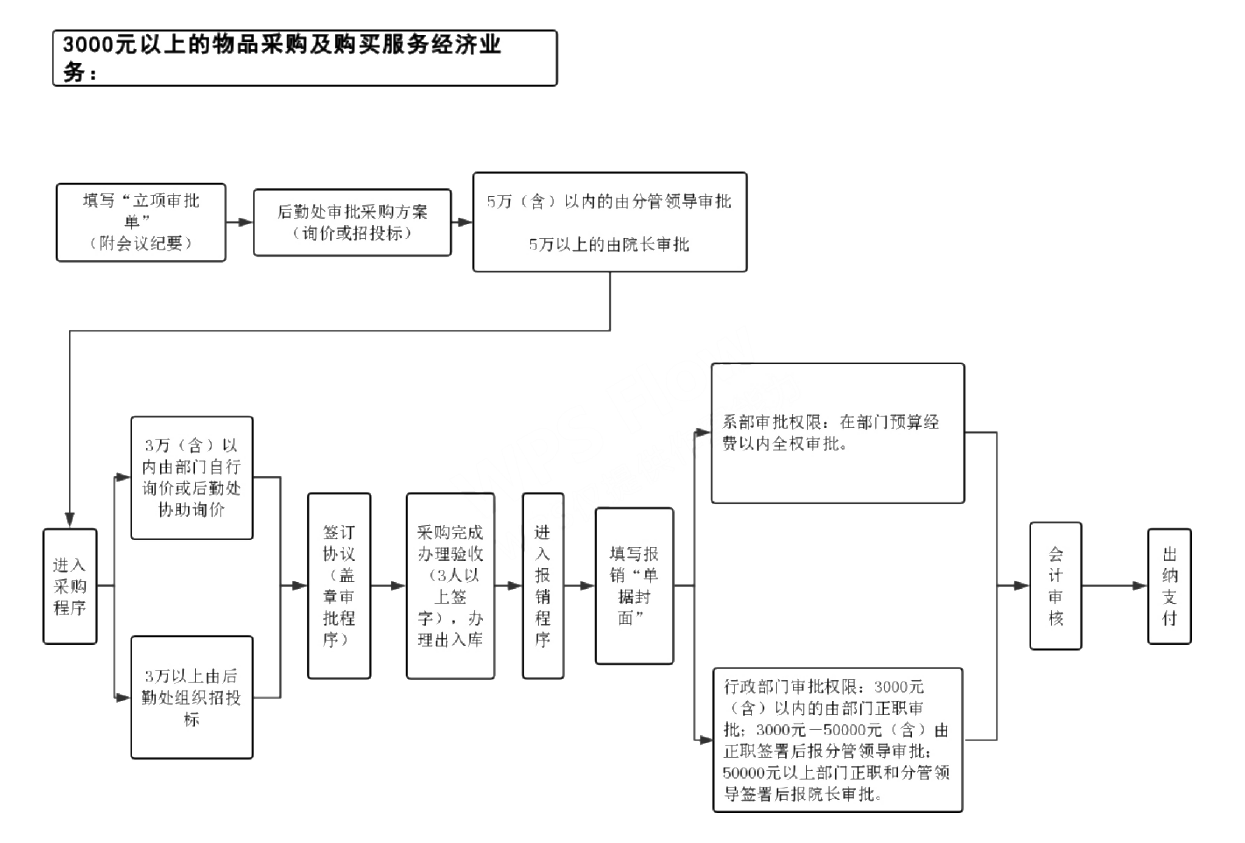 3000元以上的物品采购及购买服务经济业
务：
填写“立项审批
单”
（附会议纪要）
后勤处审批采购方案
（询价或招投标）
5万（含）以内的由分管领导审批
5万以上的由院长审批
进入
采购
程序
3万（含）以
内由部门自行
询价或后勤处
协助询价
3万以上由后
勤处组织招投
标
签订
协议
（盖
章审
批程
序）
采购完成
办理验收
（3人以
上签
字），办
理出入库
进
入
报
销
程
序
填写报
销“单
据封
面”
系部审批权限：在部门预算经
费以内全权审批。
行政部门审批权限：3000元
（含）以内的由部门正职审
批；3000元－50000元（含）由
正职签署后报分管领导审批；
50000元以上部门正职和分管领
导签署后报院长审批。
会
计
审
核
出
纳
支
付